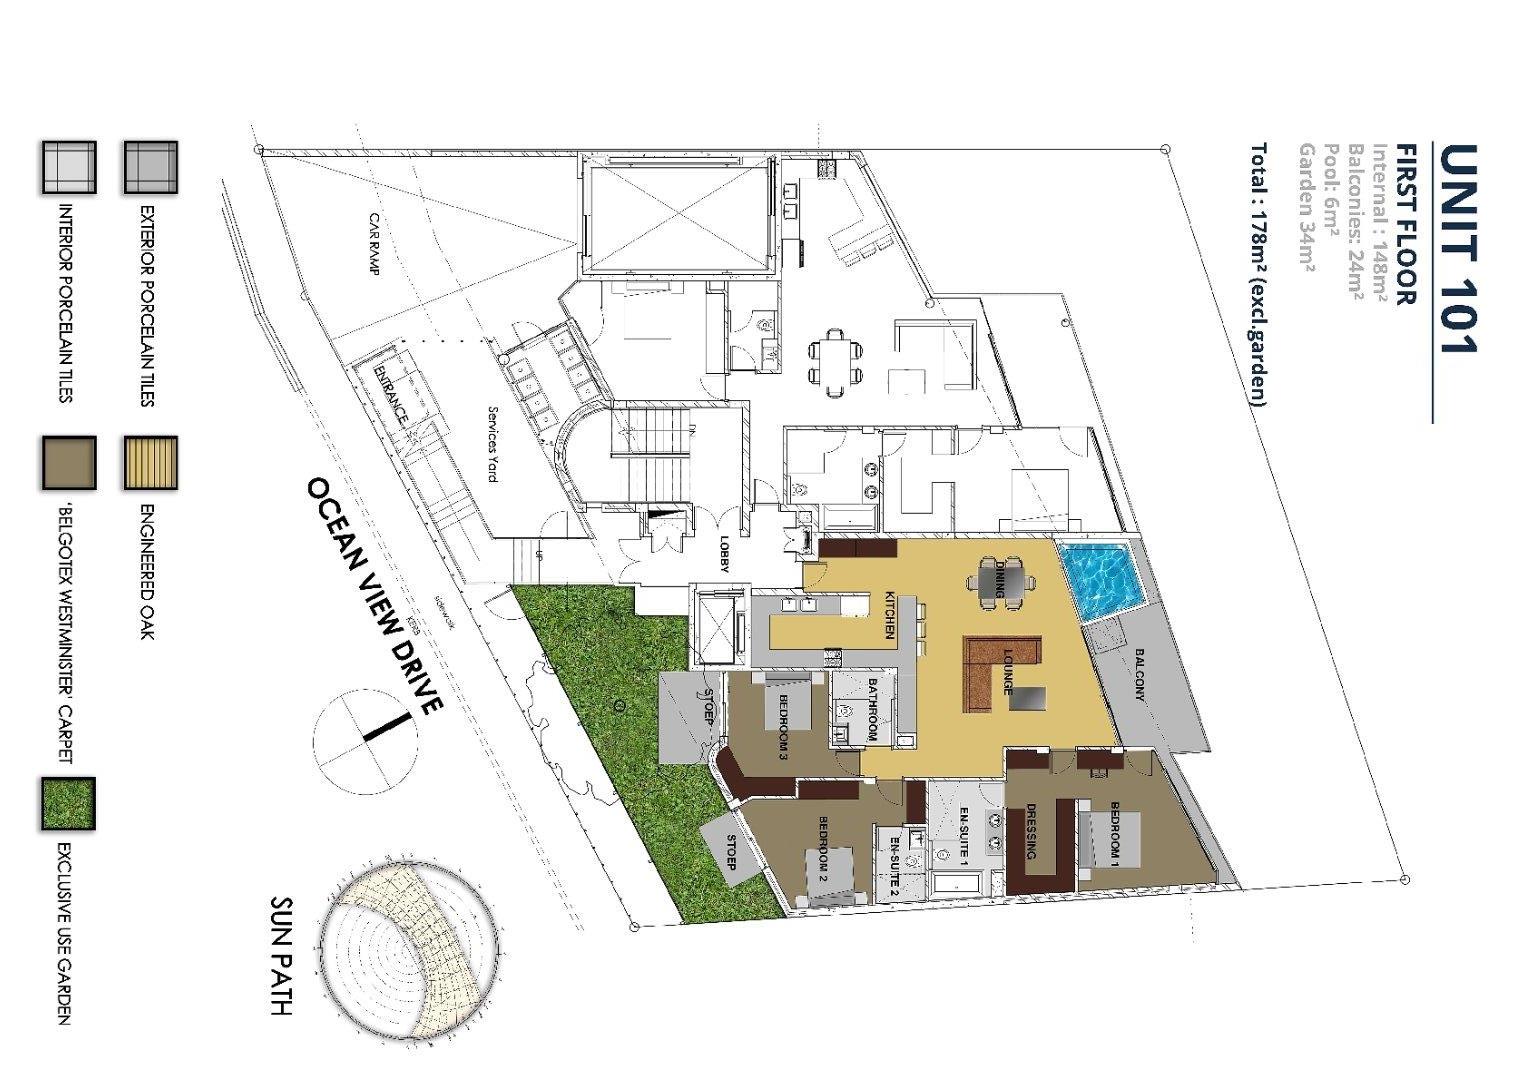 UNIT 101
FIRST FLOOR
Internal : 148m²
Balconies: 24m²
Pool: 6m²
Garden 34m²
Total : 178m² (excl.garden)
CAR RAMP
ENTRANCE
Services Yard
UP
LOBBY
sidewalk
KERB
OCEAN VIEW DRIVE
DINING
KITCHEN
LOUNGE
BALCONY
BATHROOM
BEDROOM 3
STOEP
BEDROOM 2
STOEP
EN-SUITE 2
EN-SUITE 1
DRESSING
BEDROOM 1
SUN PATH
EXTERIOR PORCELAIN TILES
ENGINEERED OAK
INTERIOR PORCELAIN TILES
'BELGOTEX WESTMINISTER' CARPET
EXCLUSIVE USE GARDEN